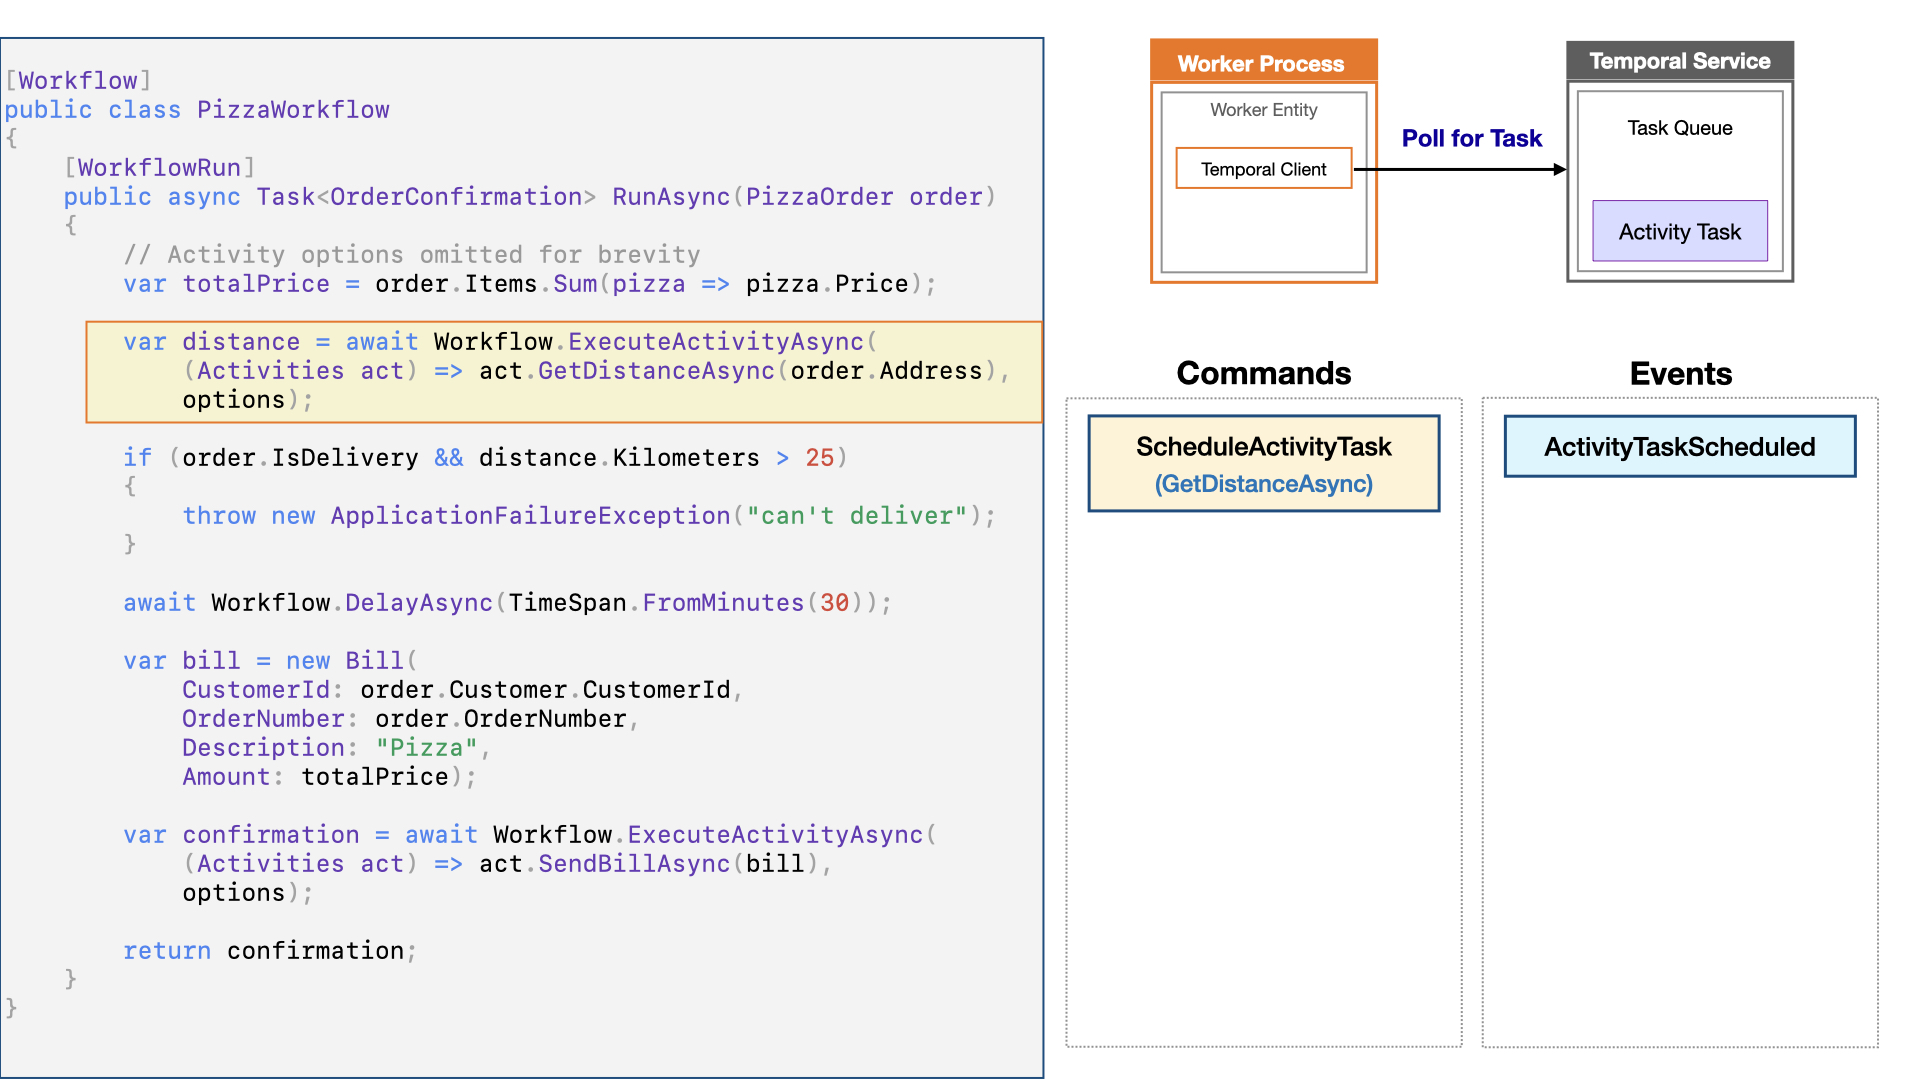 [Workflow]
public class PizzaWorkflow
{
    [WorkflowRun]
    public async Task<OrderConfirmation> RunAsync(PizzaOrder order)
    {
        // Activity options omitted for brevity
        var totalPrice = order.Items.Sum(pizza => pizza.Price);

        var distance = await Workflow.ExecuteActivityAsync(
            (Activities act) => act.GetDistanceAsync(order.Address),
            options);

        if (order.IsDelivery && distance.Kilometers > 25)
        {
            throw new ApplicationFailureException("can't deliver");
        }

        await Workflow.DelayAsync(TimeSpan.FromMinutes(30));

        var bill = new Bill(
            CustomerId: order.Customer.CustomerId,
            OrderNumber: order.OrderNumber,
            Description: "Pizza",
            Amount: totalPrice);

        var confirmation = await Workflow.ExecuteActivityAsync(
            (Activities act) => act.SendBillAsync(bill),
            options);

        return confirmation;
    }
}
Worker Process
Worker Entity
Temporal Client
Poll for Task
Temporal Service
Task Queue
Activity Task
Commands
ScheduleActivityTask
(GetDistanceAsync)
Events
ActivityTaskScheduled